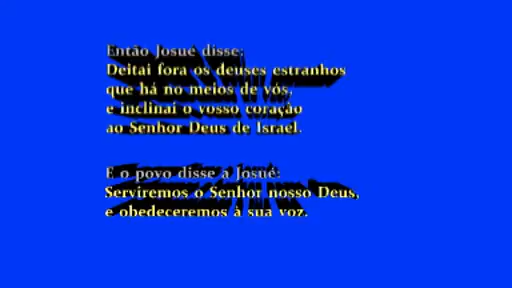 Então Josué disse:
Deitai fora os deuses estranhos
que há no meios de vós,
e inclinai o vosso coração
ao Senhor Deus de Israel.
E o povo disse a Josué:
Serviremos o Senhor nosso Deus,
e obedeceremos à sua voz.